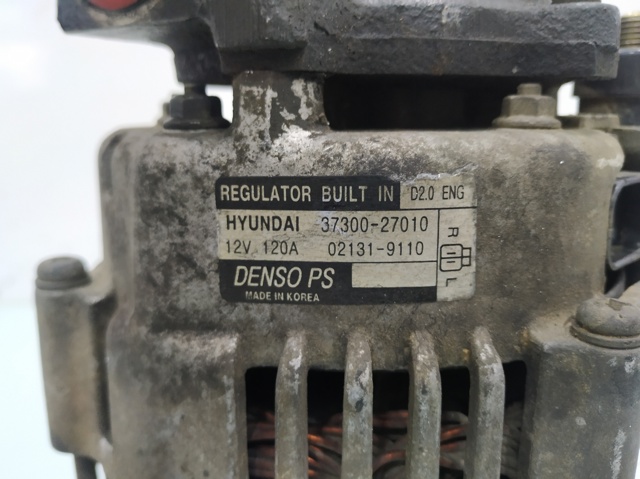 REGULATOR BUILT IN D2.0 ENG
HYUNDAI 37300-27010
12V 120A 02131-9110
R
L
DENSO PS
MADE IN KOREA